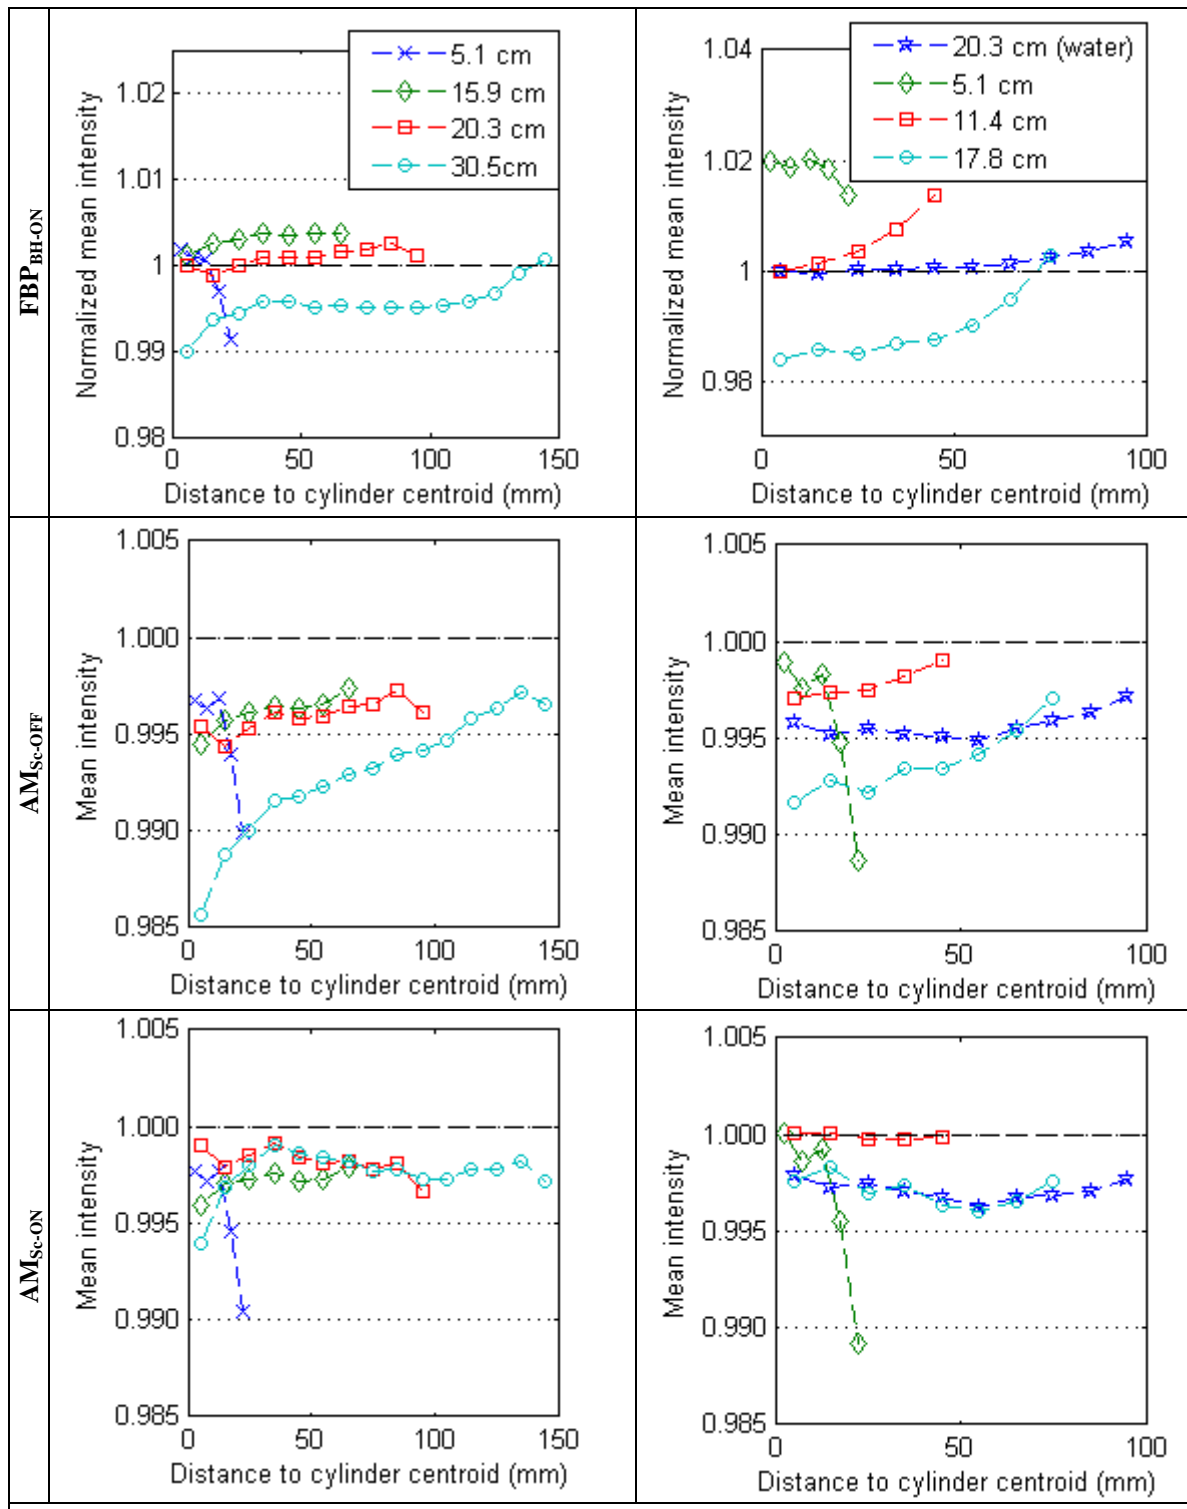 FBP_BH-ON
Normalized mean intensity
1.02
1.01
1
0.99
0.98
0
50
100
150
Distance to cylinder centroid (mm)
5.1 cm
15.9 cm
20.3 cm
30.5cm
Normalized mean intensity
1.04
1.02
1
0.98
0
50
100
Distance to cylinder centroid (mm)
20.3 cm (water)
5.1 cm
11.4 cm
17.8 cm
AM_Sc-OFF
Mean intensity
1.005
1.000
0.995
0.990
0.985
0
50
100
150
Distance to cylinder centroid (mm)
Mean intensity
1.005
1.000
0.995
0.990
0.985
0
50
100
Distance to cylinder centroid (mm)
AM_Sc-ON
Mean intensity
1.005
1.000
0.995
0.990
0.985
0
50
100
150
Distance to cylinder centroid (mm)
Mean intensity
1.005
1.000
0.995
0.990
0.985
0
50
100
Distance to cylinder centroid (mm)